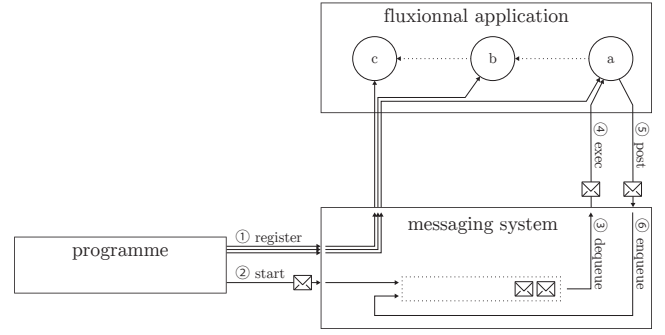 fluxionnal application
c
b
a
④ exec
⑤ post
① register
messaging system
programme
② start
③ dequeue
⑥ enqueue